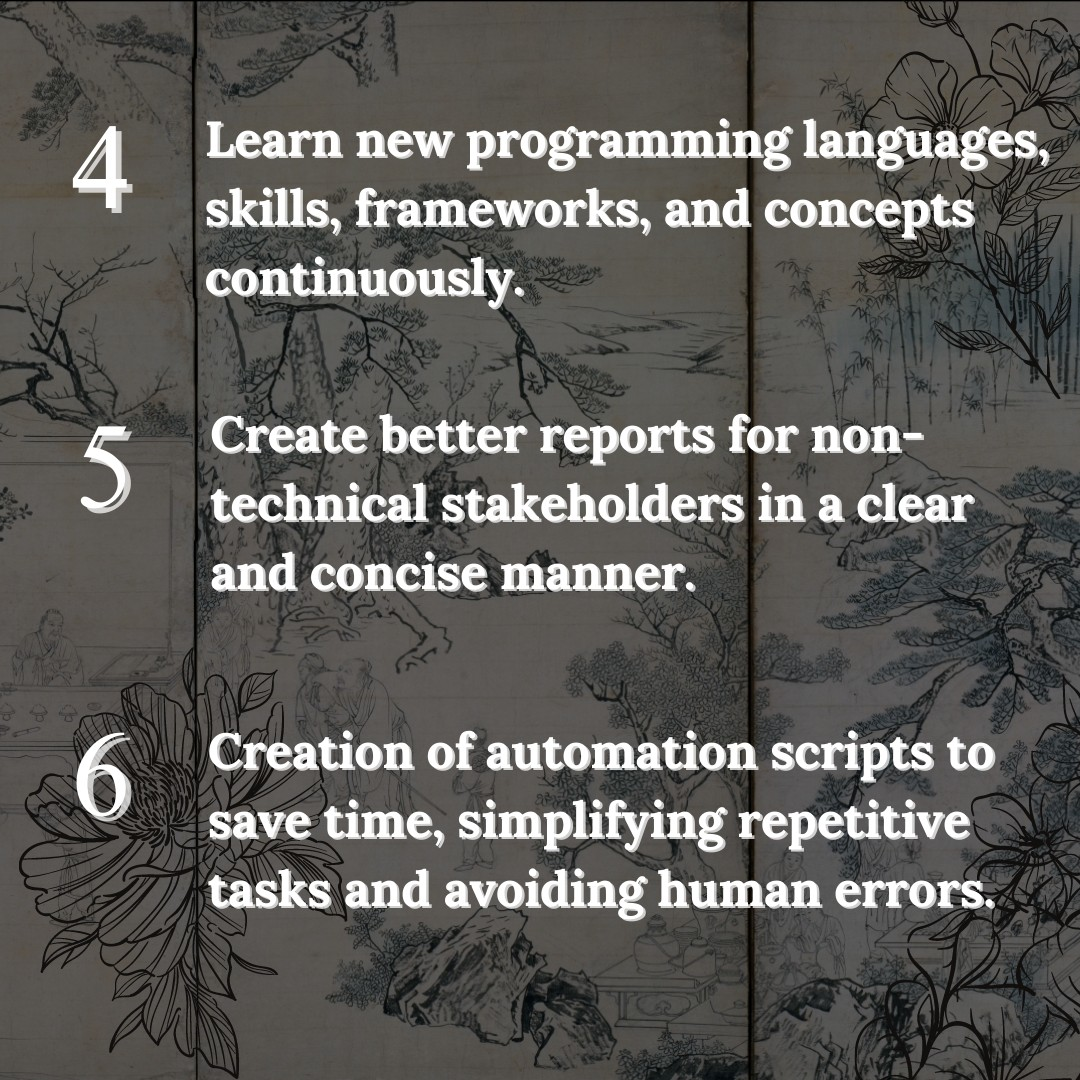 4
Learn new programming languages,
skills, frameworks, and concepts
continuously.
5
Create better reports for non-
technical stakeholders in a clear
and concise manner.
6
Creation of automation scripts to
save time, simplifying repetitive
tasks and avoiding human errors.